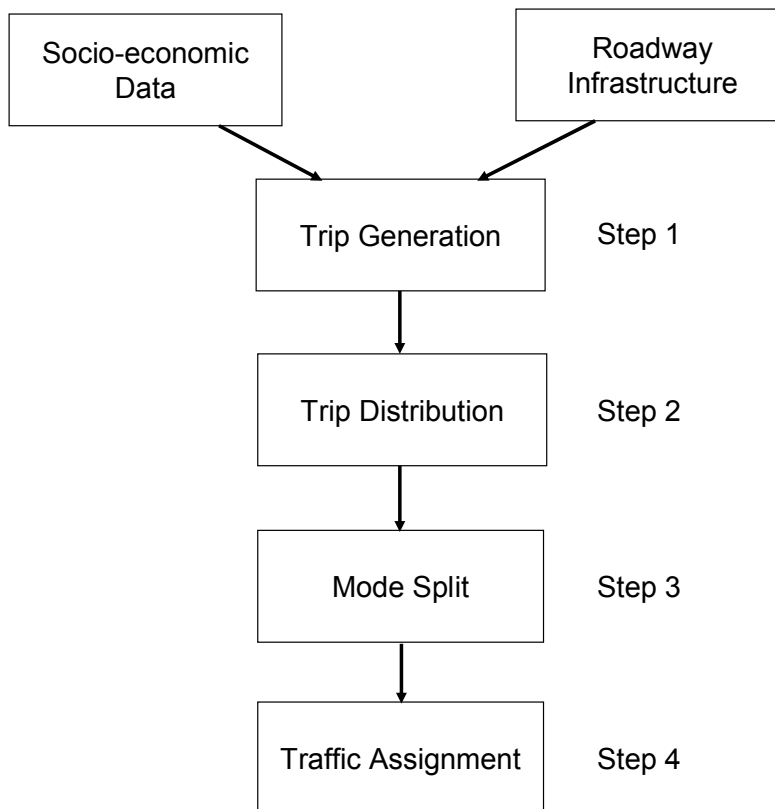 Socio-economic
Data
Roadway
Infrastructure
Trip Generation
Step 1
Trip Distribution
Step 2
Mode Split
Step 3
Traffic Assignment
Step 4